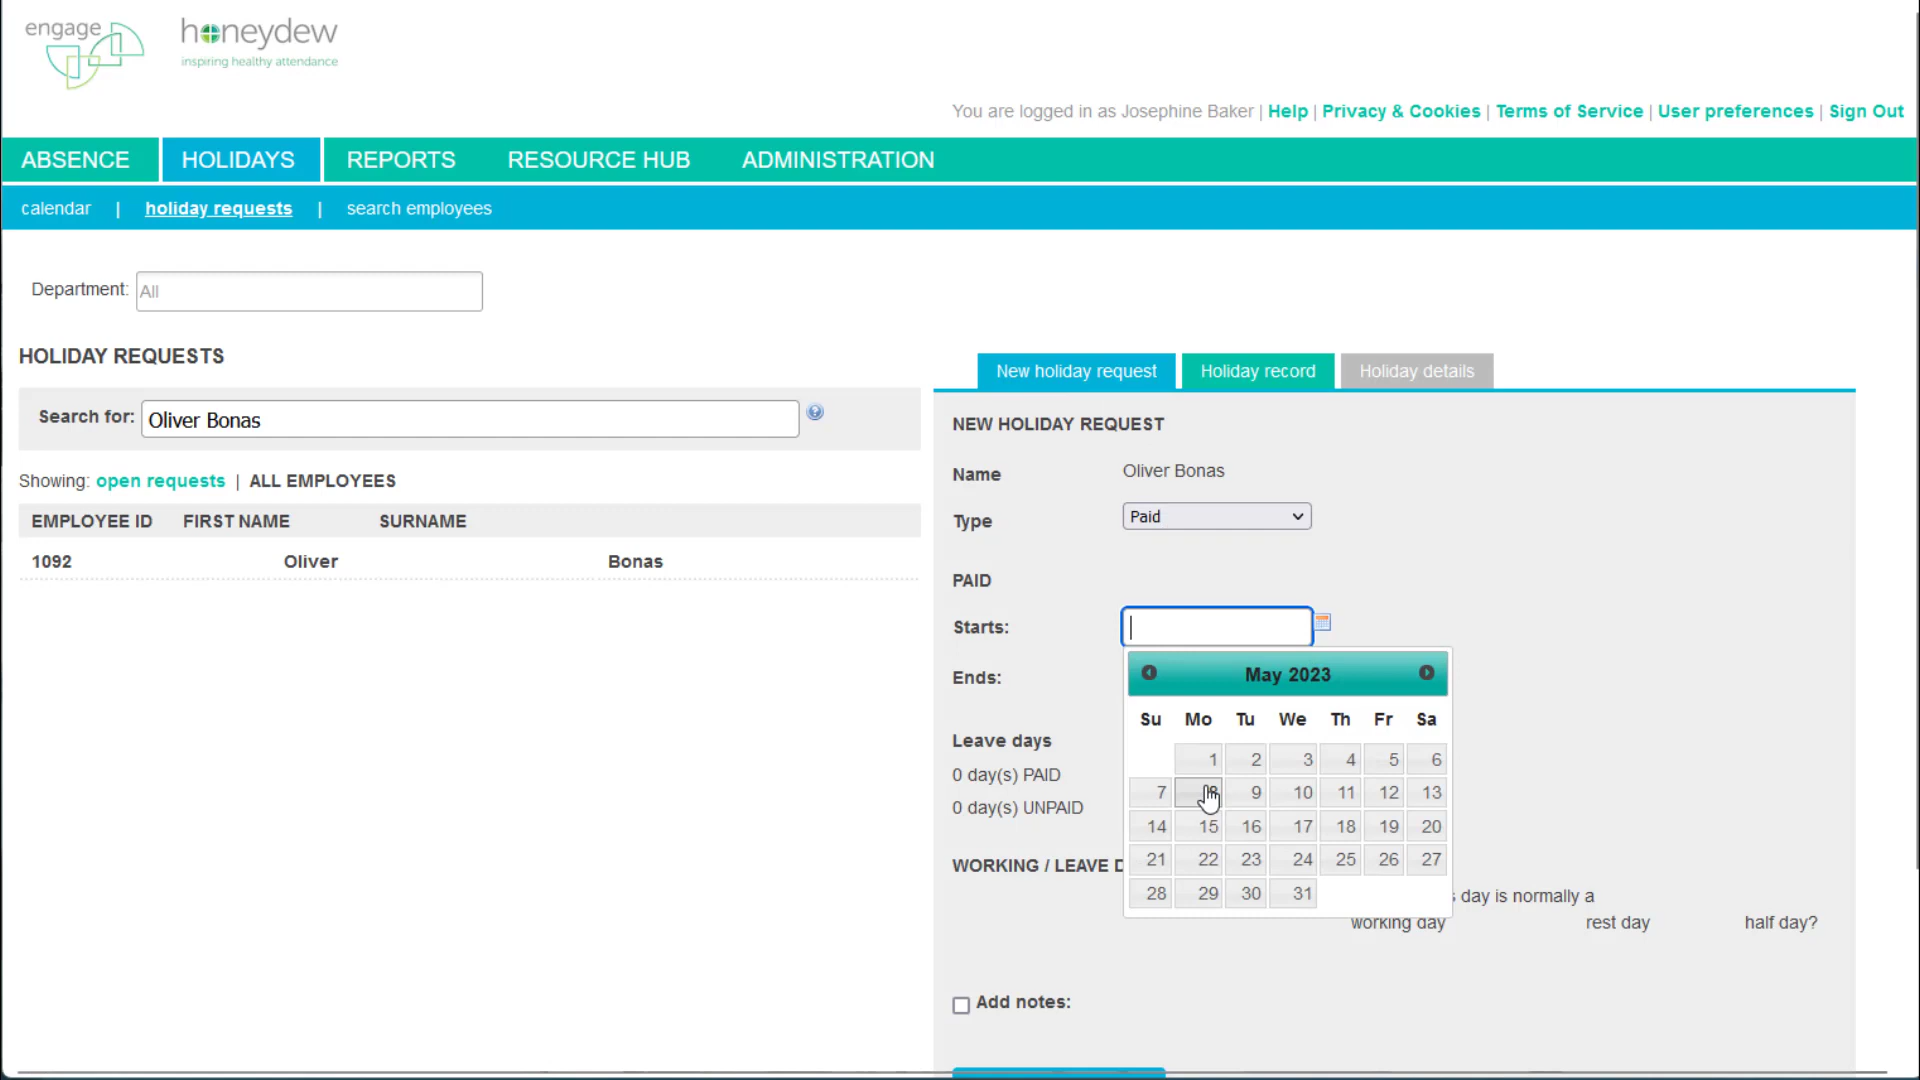 engage
honeydew
inspiring healthy attendance
You are logged in as Josephine Baker | Help | Privacy & Cookies | Terms of Service | User preferences | Sign Out
ABSENCE HOLIDAYS REPORTS RESOURCE HUB ADMINISTRATION
calendar | holiday requests | search employees
Department: All
HOLIDAY REQUESTS
Search for: Oliver Bonas
Showing: open requests | ALL EMPLOYEES
EMPLOYEE ID FIRST NAME SURNAME
1092 Oliver Bonas
New holiday request Holiday record Holiday details
NEW HOLIDAY REQUEST
Name Oliver Bonas
Type Paid
PAID
Starts:
Ends:
May 2023
Su Mo Tu We Th Fr Sa
1 2 3 4 5 6
7 8 9 10 11 12 13
14 15 16 17 18 19 20
21 22 23 24 25 26 27
28 29 30 31
Leave days
0 day(s) PAID
0 day(s) UNPAID
WORKING / LEAVE
day is normally a
working day rest day half day?
Add notes: